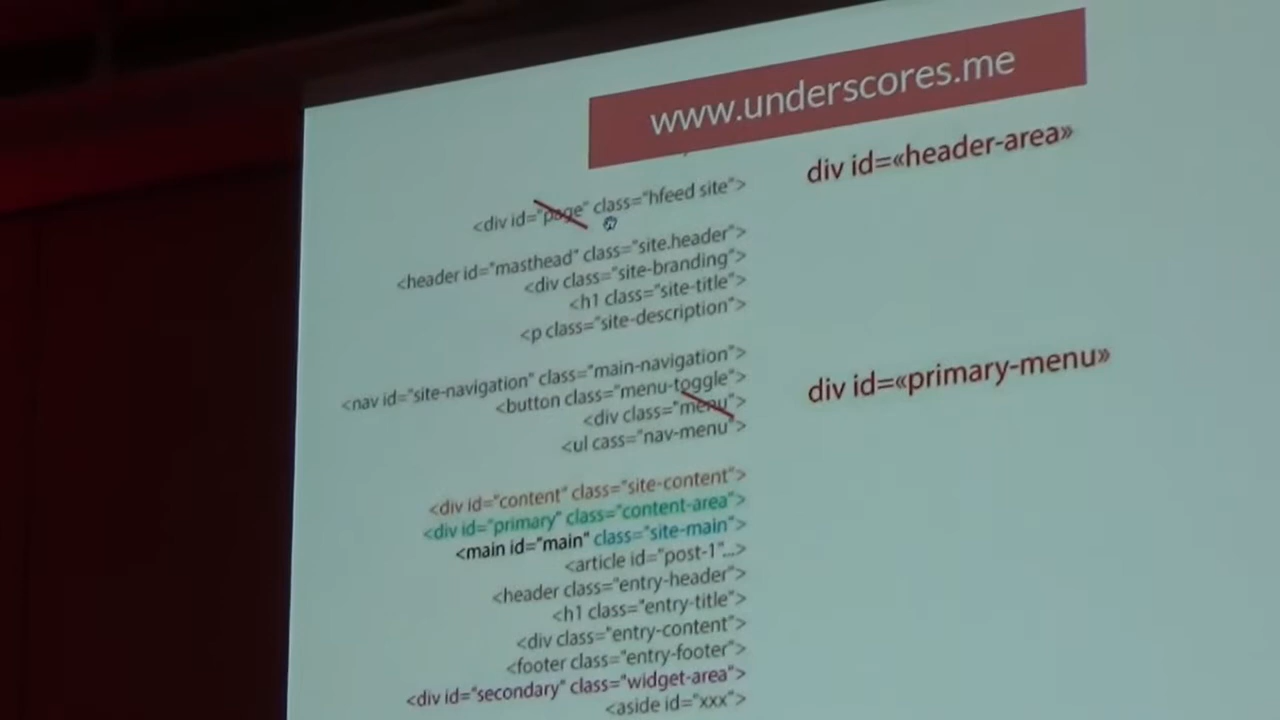 www.underscores.me
div id=«header-area»
<div id="page" class="hfeed site">
<header id="masthead" class="site.header">
<div class="site-branding">
<h1 class="site-title">
<p class="site-description">
<nav id="site-navigation" class="main-navigation">
div id=«primary-menu»
<button class="menu-toggle">
<div class="menu">
<ul cass="nav-menu">
<div id="content" class="site-content">
<div id="primary" class="content-area">
<main id="main" class="site-main">
<article id="post-1"...>
<header class="entry-header">
<h1 class="entry-title">
<div class="entry-content">
<footer class="entry-footer">
<div id="secondary" class="widget-area">
<aside id="xxx">